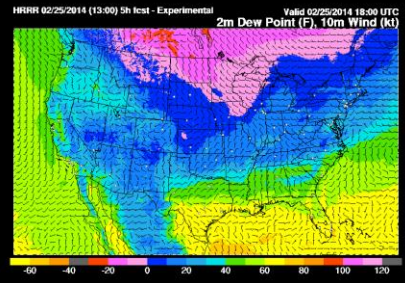 HRRR 02/25/2014 (13:00) 5h fcst - Experimental
Valid 02/25/2014 18:00 UTC
2m Dew Point (F), 10m Wind (kt)
-60 -40 -20 0 20 40 60 80 100 120